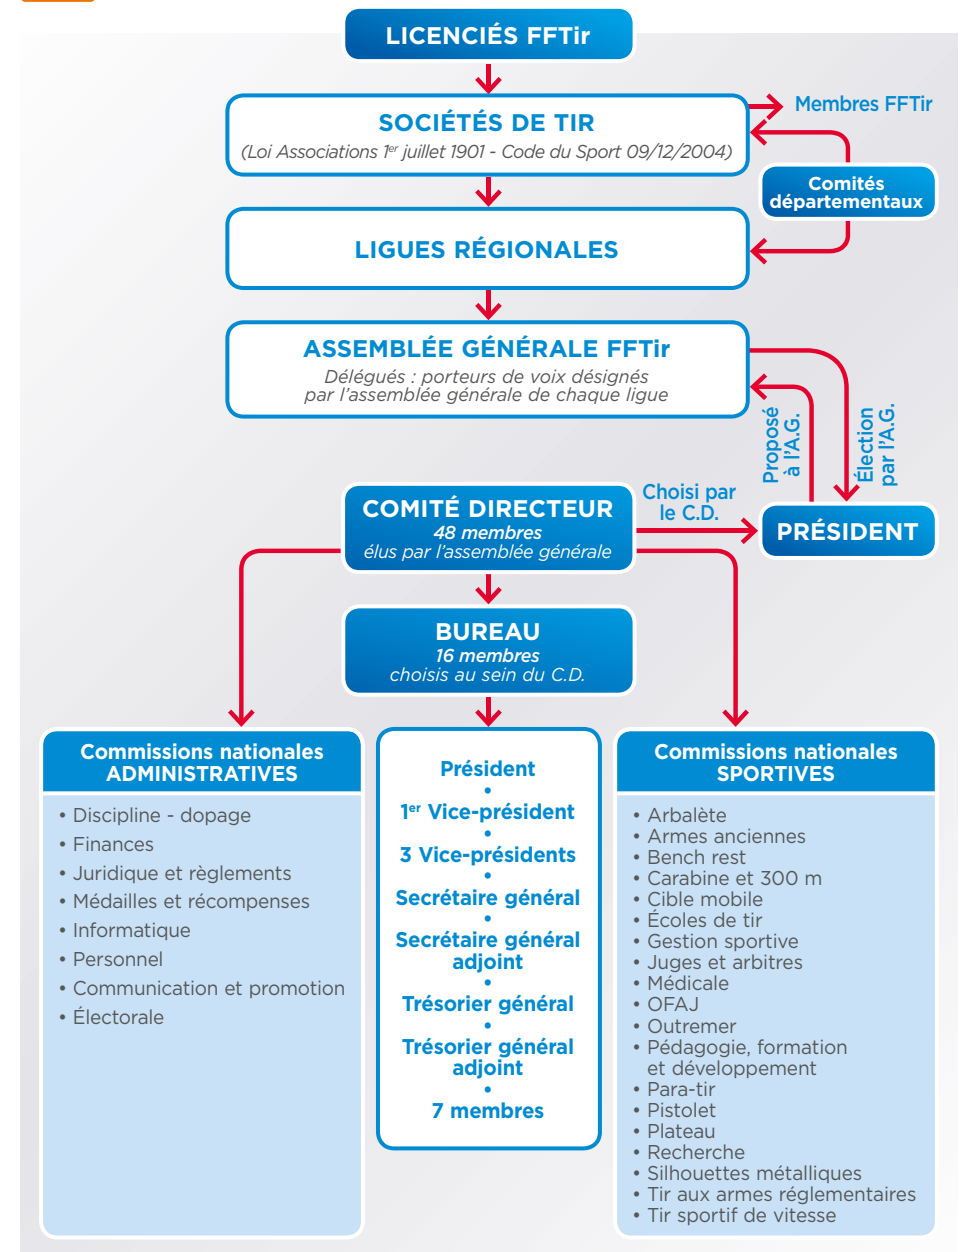 LICENCIÉS FFTir
SOCIÉTÉS DE TIR
(Loi Associations 1er juillet 1901 - Code du Sport 09/12/2004)
Membres FFTir
Comités
départementaux
LIGUES RÉGIONALES
ASSEMBLÉE GÉNÉRALE FFTir
Délégués : porteurs de voix désignés
par l'assemblée générale de chaque ligue
Proposé
à l'A.G.
Élection
par l'A.G.
COMITÉ DIRECTEUR
48 membres
élus par l'assemblée générale
Choisi par
le C.D.
PRÉSIDENT
BUREAU
16 membres
choisis au sein du C.D.
Commissions nationales
ADMINISTRATIVES
• Discipline - dopage
• Finances
• Juridique et règlements
• Médailles et récompenses
• Informatique
• Personnel
• Communication et promotion
• Électorale
Président
•
1er Vice-président
•
3 Vice-présidents
•
Secrétaire général
•
Secrétaire général
adjoint
•
Trésorier général
•
Trésorier général
adjoint
•
7 membres
Commissions nationales
SPORTIVES
• Arbalète
• Armes anciennes
• Bench rest
• Carabine et 300 m
• Cible mobile
• Écoles de tir
• Gestion sportive
• Juges et arbitres
• Médicale
• OFAJ
• Outremer
• Pédagogie, formation
et développement
• Para-tir
• Pistolet
• Plateau
• Recherche
• Silhouettes métalliques
• Tir aux armes réglementaires
• Tir sportif de vitesse